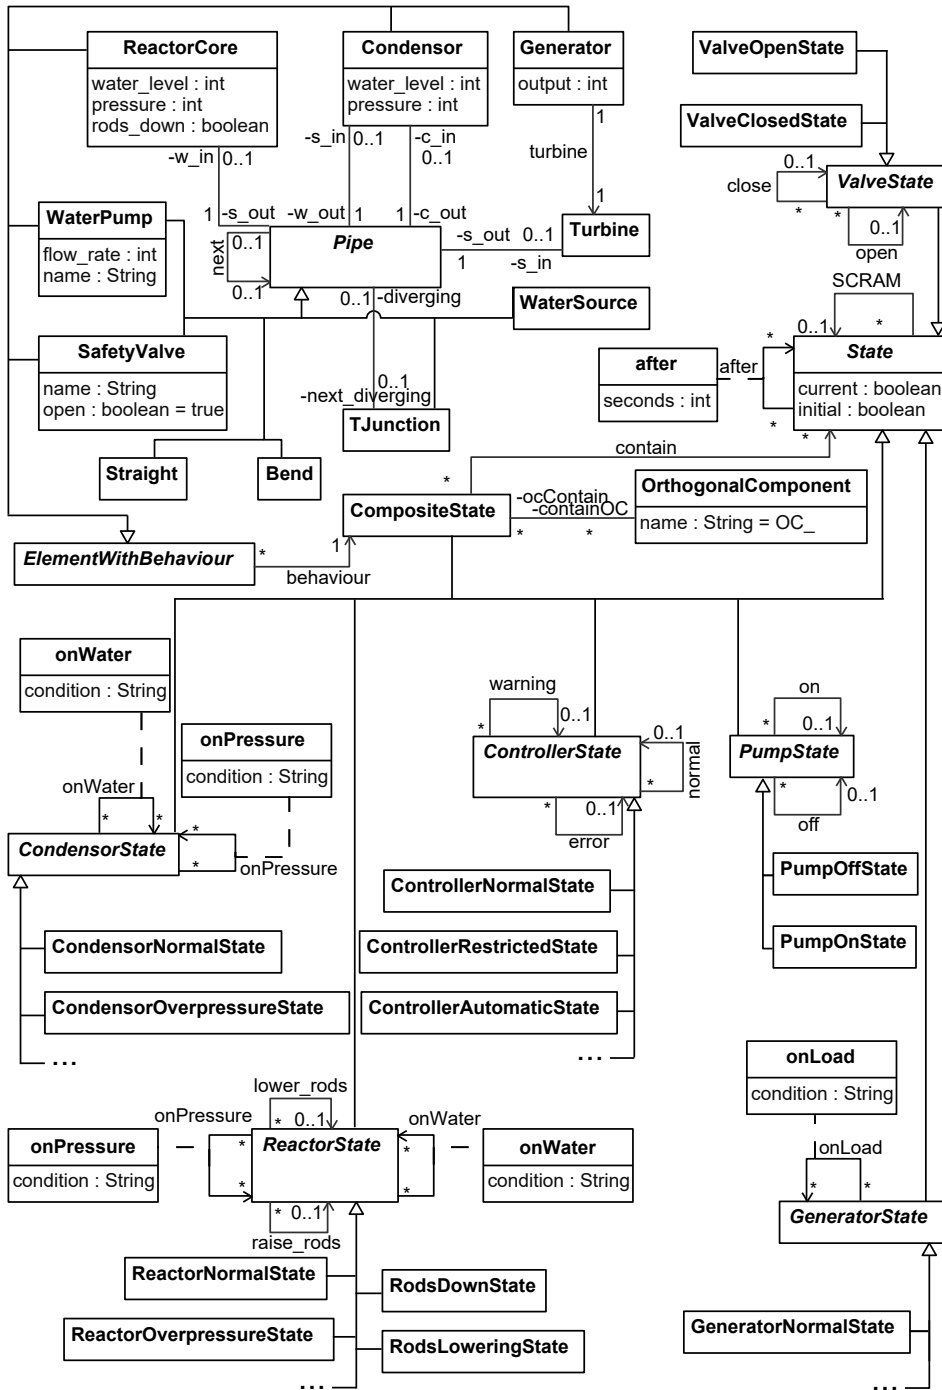 ReactorCore
water_level : int
pressure : int
rods_down : boolean
Condensor
water_level : int
pressure : int
Generator
output : int
ValveOpenState
ValveClosedState
-w_in
0..1
-s_in
0..1
-c_in
0..1
1
turbine
1
0..1
close
*
ValveState
*
0..1
open
WaterPump
flow_rate : int
name : String
1
-s_out
-w_out
1
1
-c_out
Pipe
next
0..1
0..1
-s_out
1
0..1
-s_in
Turbine
0..1
-diverging
WaterSource
SCRAM
0..1
*
State
current : boolean
initial : boolean
SafetyValve
name : String
open : boolean = true
after
seconds : int
after
*
*
0..1
-next_diverging
TJunction
Straight
Bend
contain
*
*
CompositeState
-ocContain
-containOC
*
*
OrthogonalComponent
name : String = OC_
ElementWithBehaviour
*
1
behaviour
onWater
condition : String
onPressure
condition : String
onWater
*
*
CondensorState
*
*
onPressure
warning
*
0..1
ControllerState
0..1
*
normal
*
0..1
error
on
*
0..1
PumpState
*
0..1
off
ControllerNormalState
ControllerRestrictedState
ControllerAutomaticState
...
PumpOffState
PumpOnState
CondensorNormalState
CondensorOverpressureState
...
onLoad
condition : String
onLoad
*
*
GeneratorState
lower_rods
*
0..1
onPressure
onPressure
condition : String
*
*
ReactorState
onWater
*
*
onWater
condition : String
*
0..1
raise_rods
ReactorNormalState
RodsDownState
ReactorOverpressureState
RodsLoweringState
...
GeneratorNormalState
...